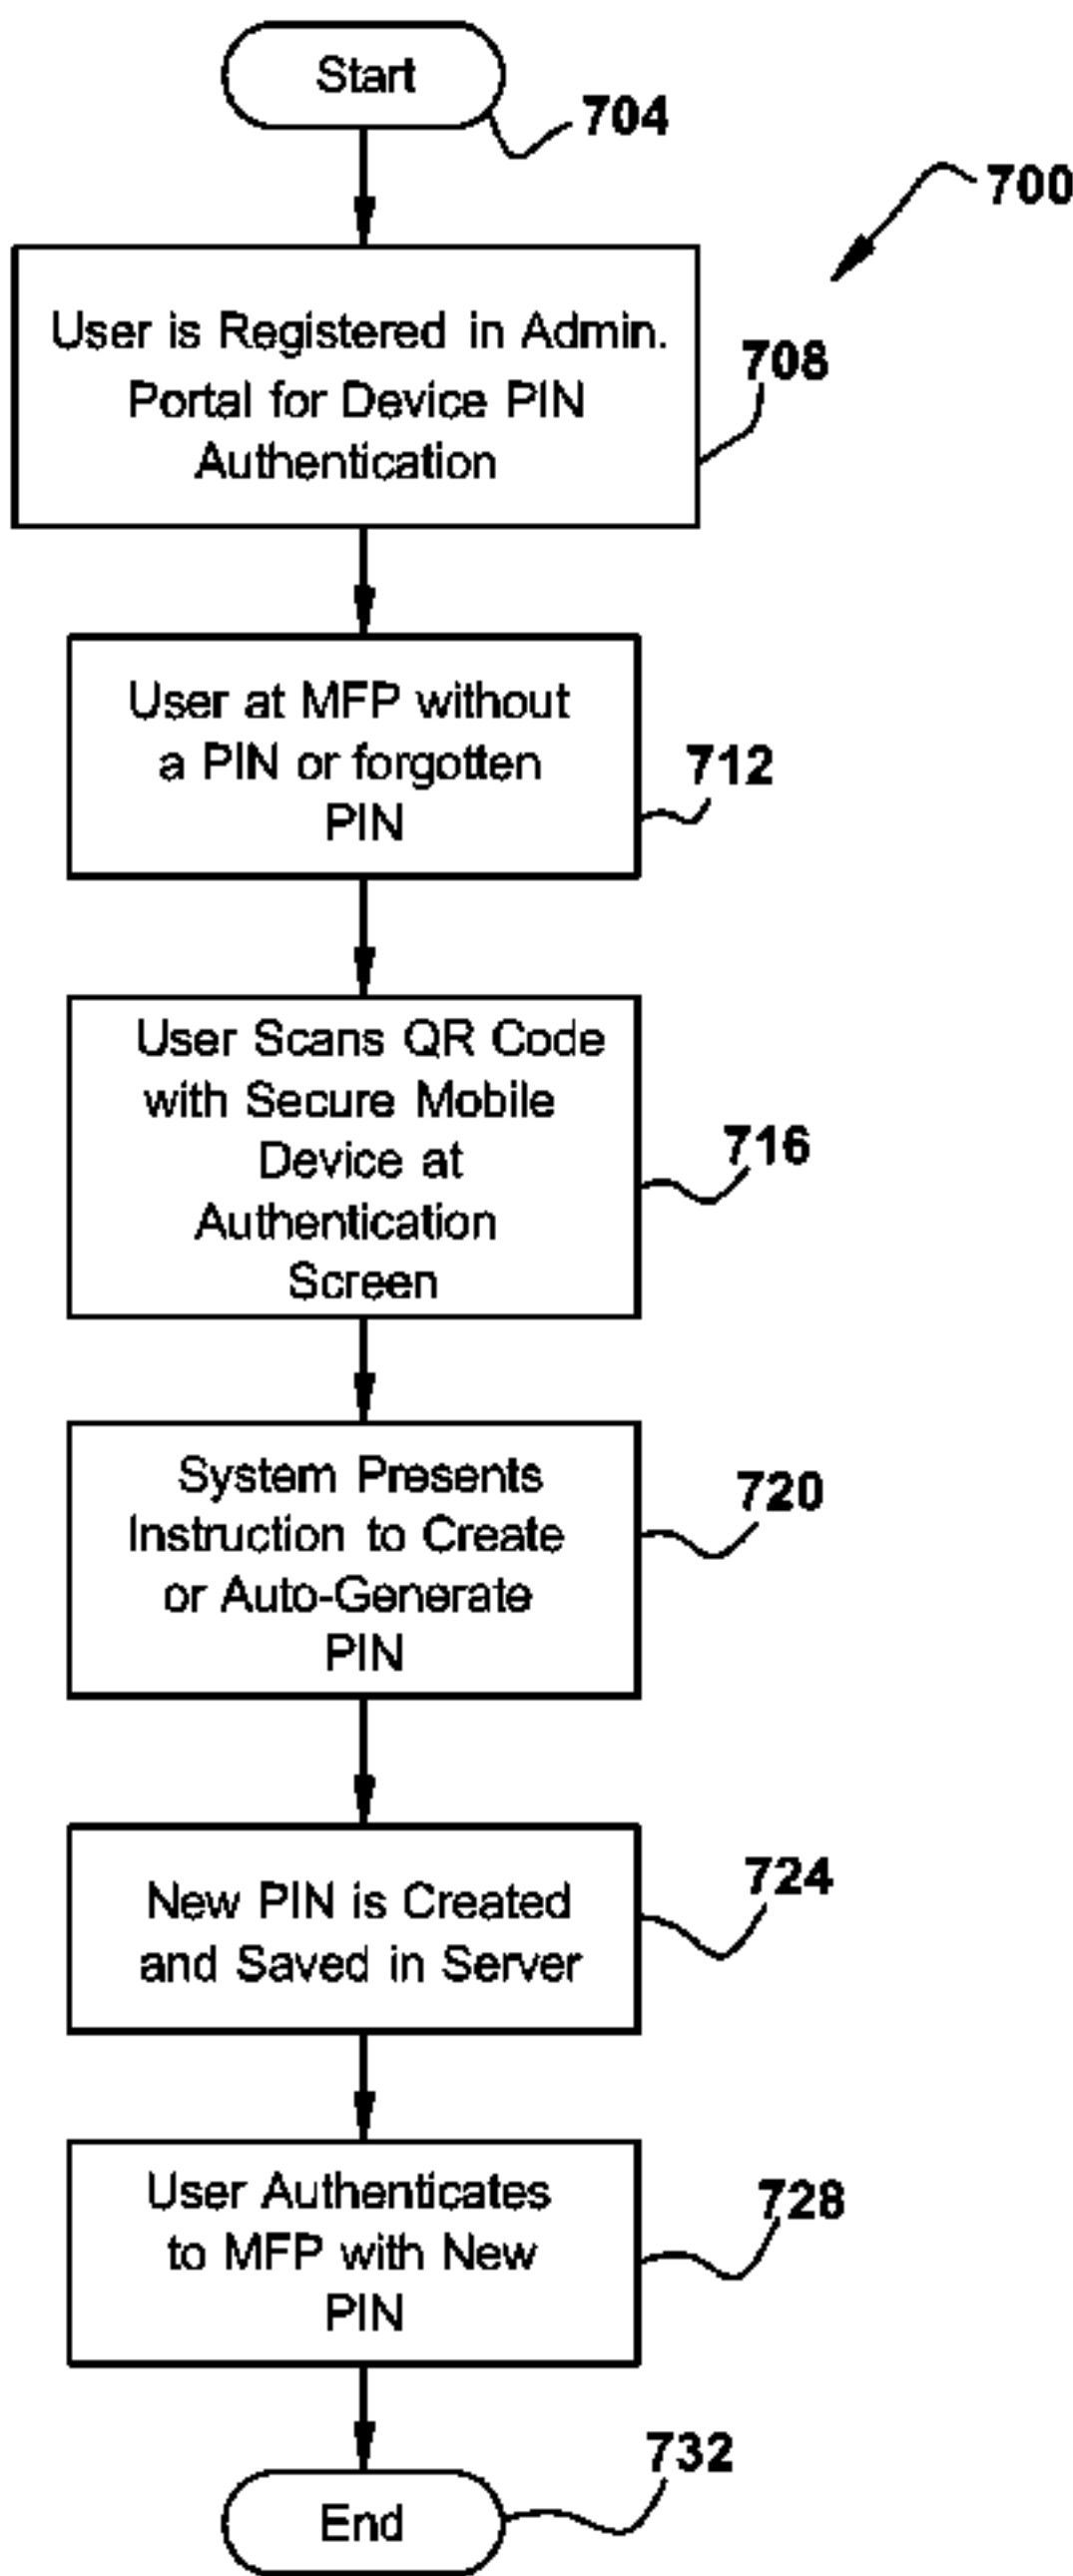 Start
704
700
User is Registered in Admin.
Portal for Device PIN
Authentication
708
User at MFP without
a PIN or forgotten
PIN
712
User Scans QR Code
with Secure Mobile
Device at
Authentication
Screen
716
System Presents
Instruction to Create
or Auto-Generate
PIN
720
New PIN is Created
and Saved in Server
724
User Authenticates
to MFP with New
PIN
728
End
732